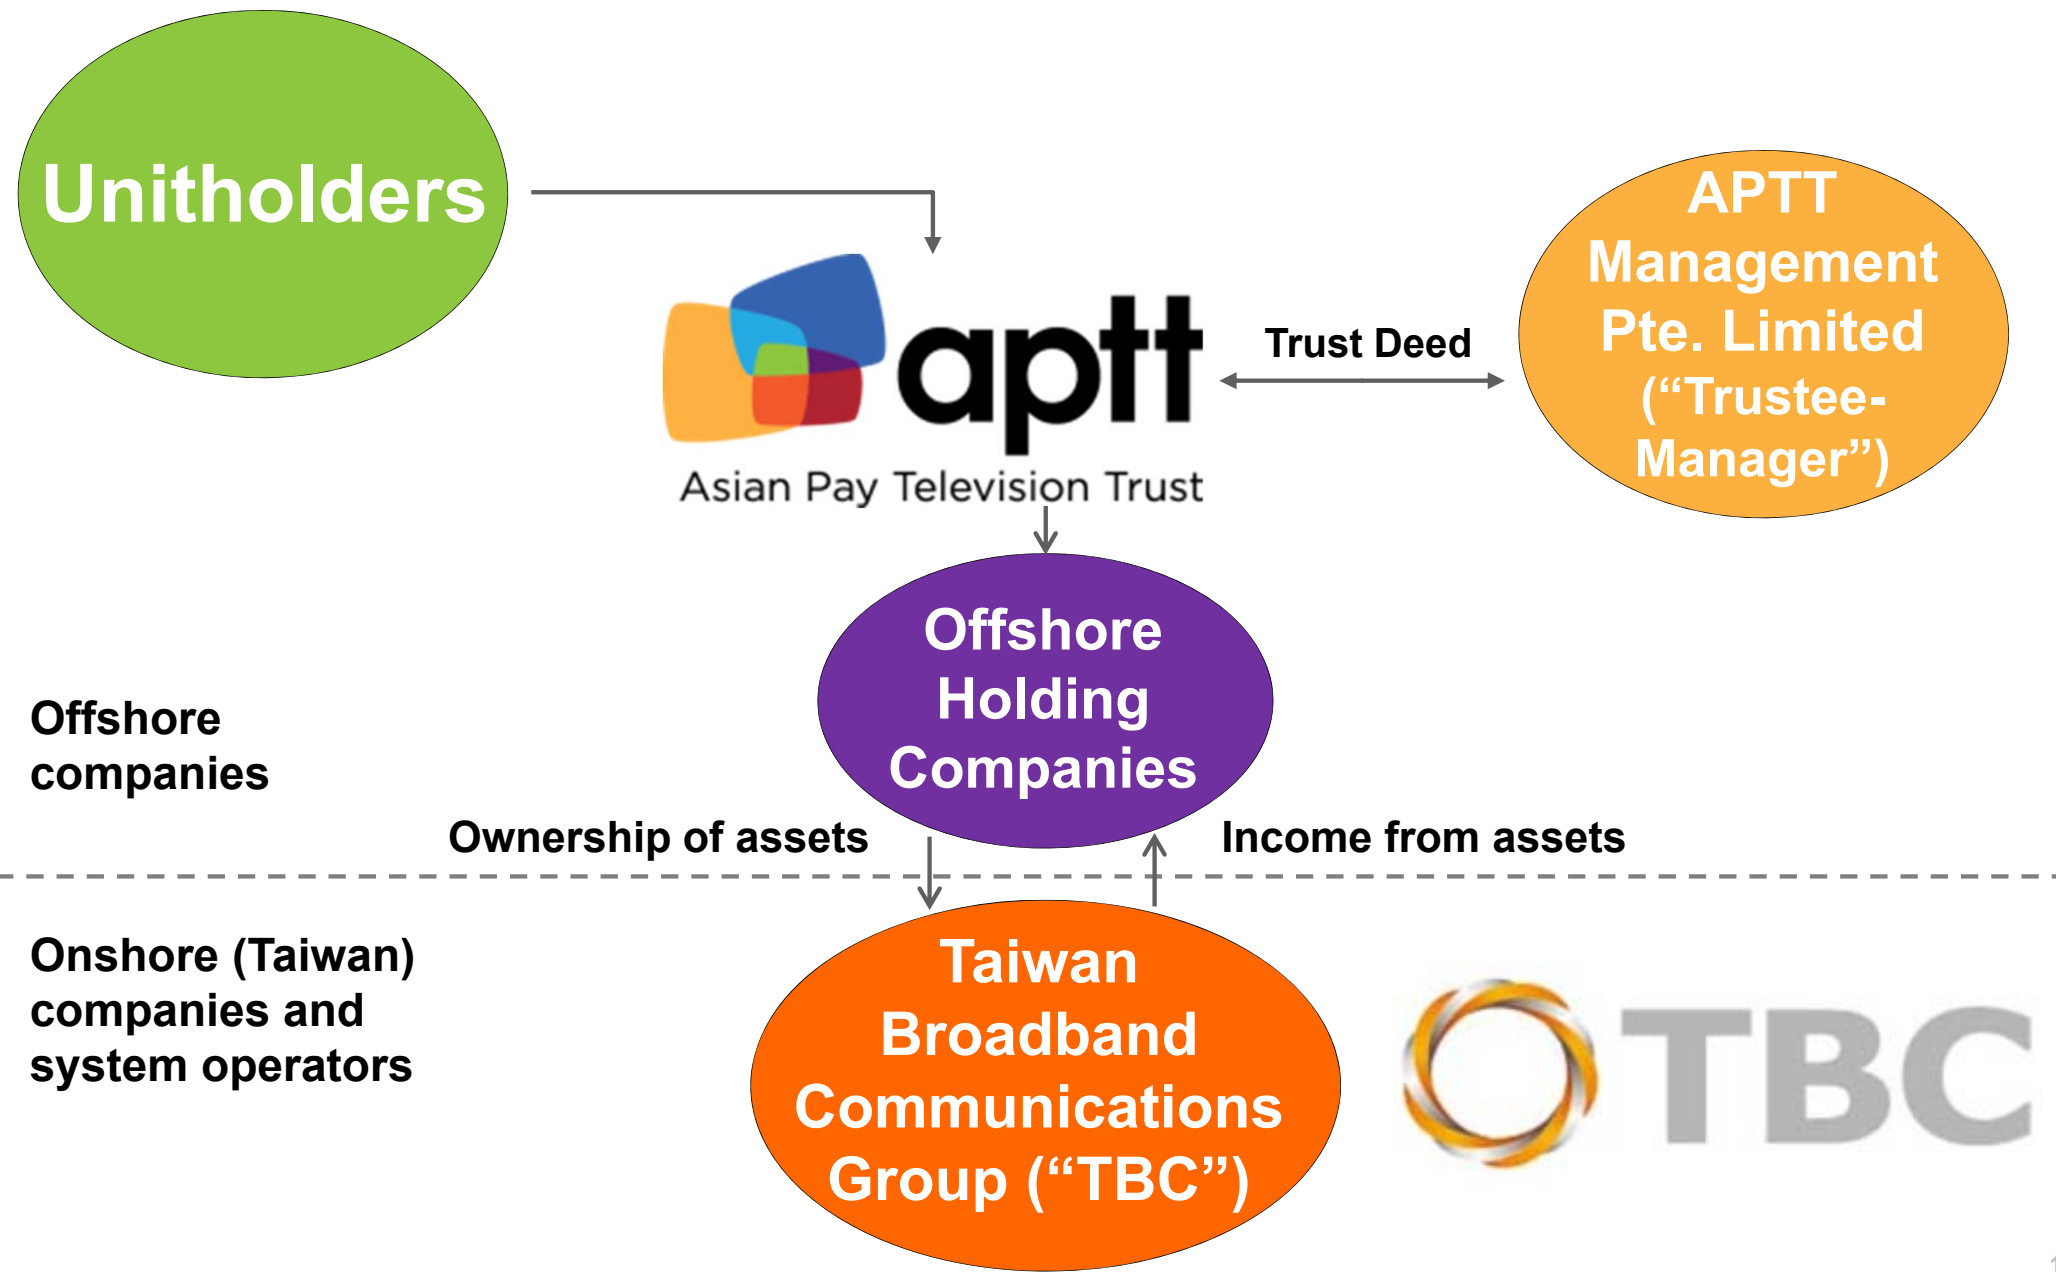 Unitholders
APTT
Management
Pte. Limited
(“Trustee-
Manager”)
aptt
Trust Deed
Asian Pay Television Trust
Offshore
Holding
Companies
Offshore
companies
Ownership of assets
Income from assets
Onshore (Taiwan)
companies and
system operators
Taiwan
Broadband
Communications
Group (“TBC”)
TBC